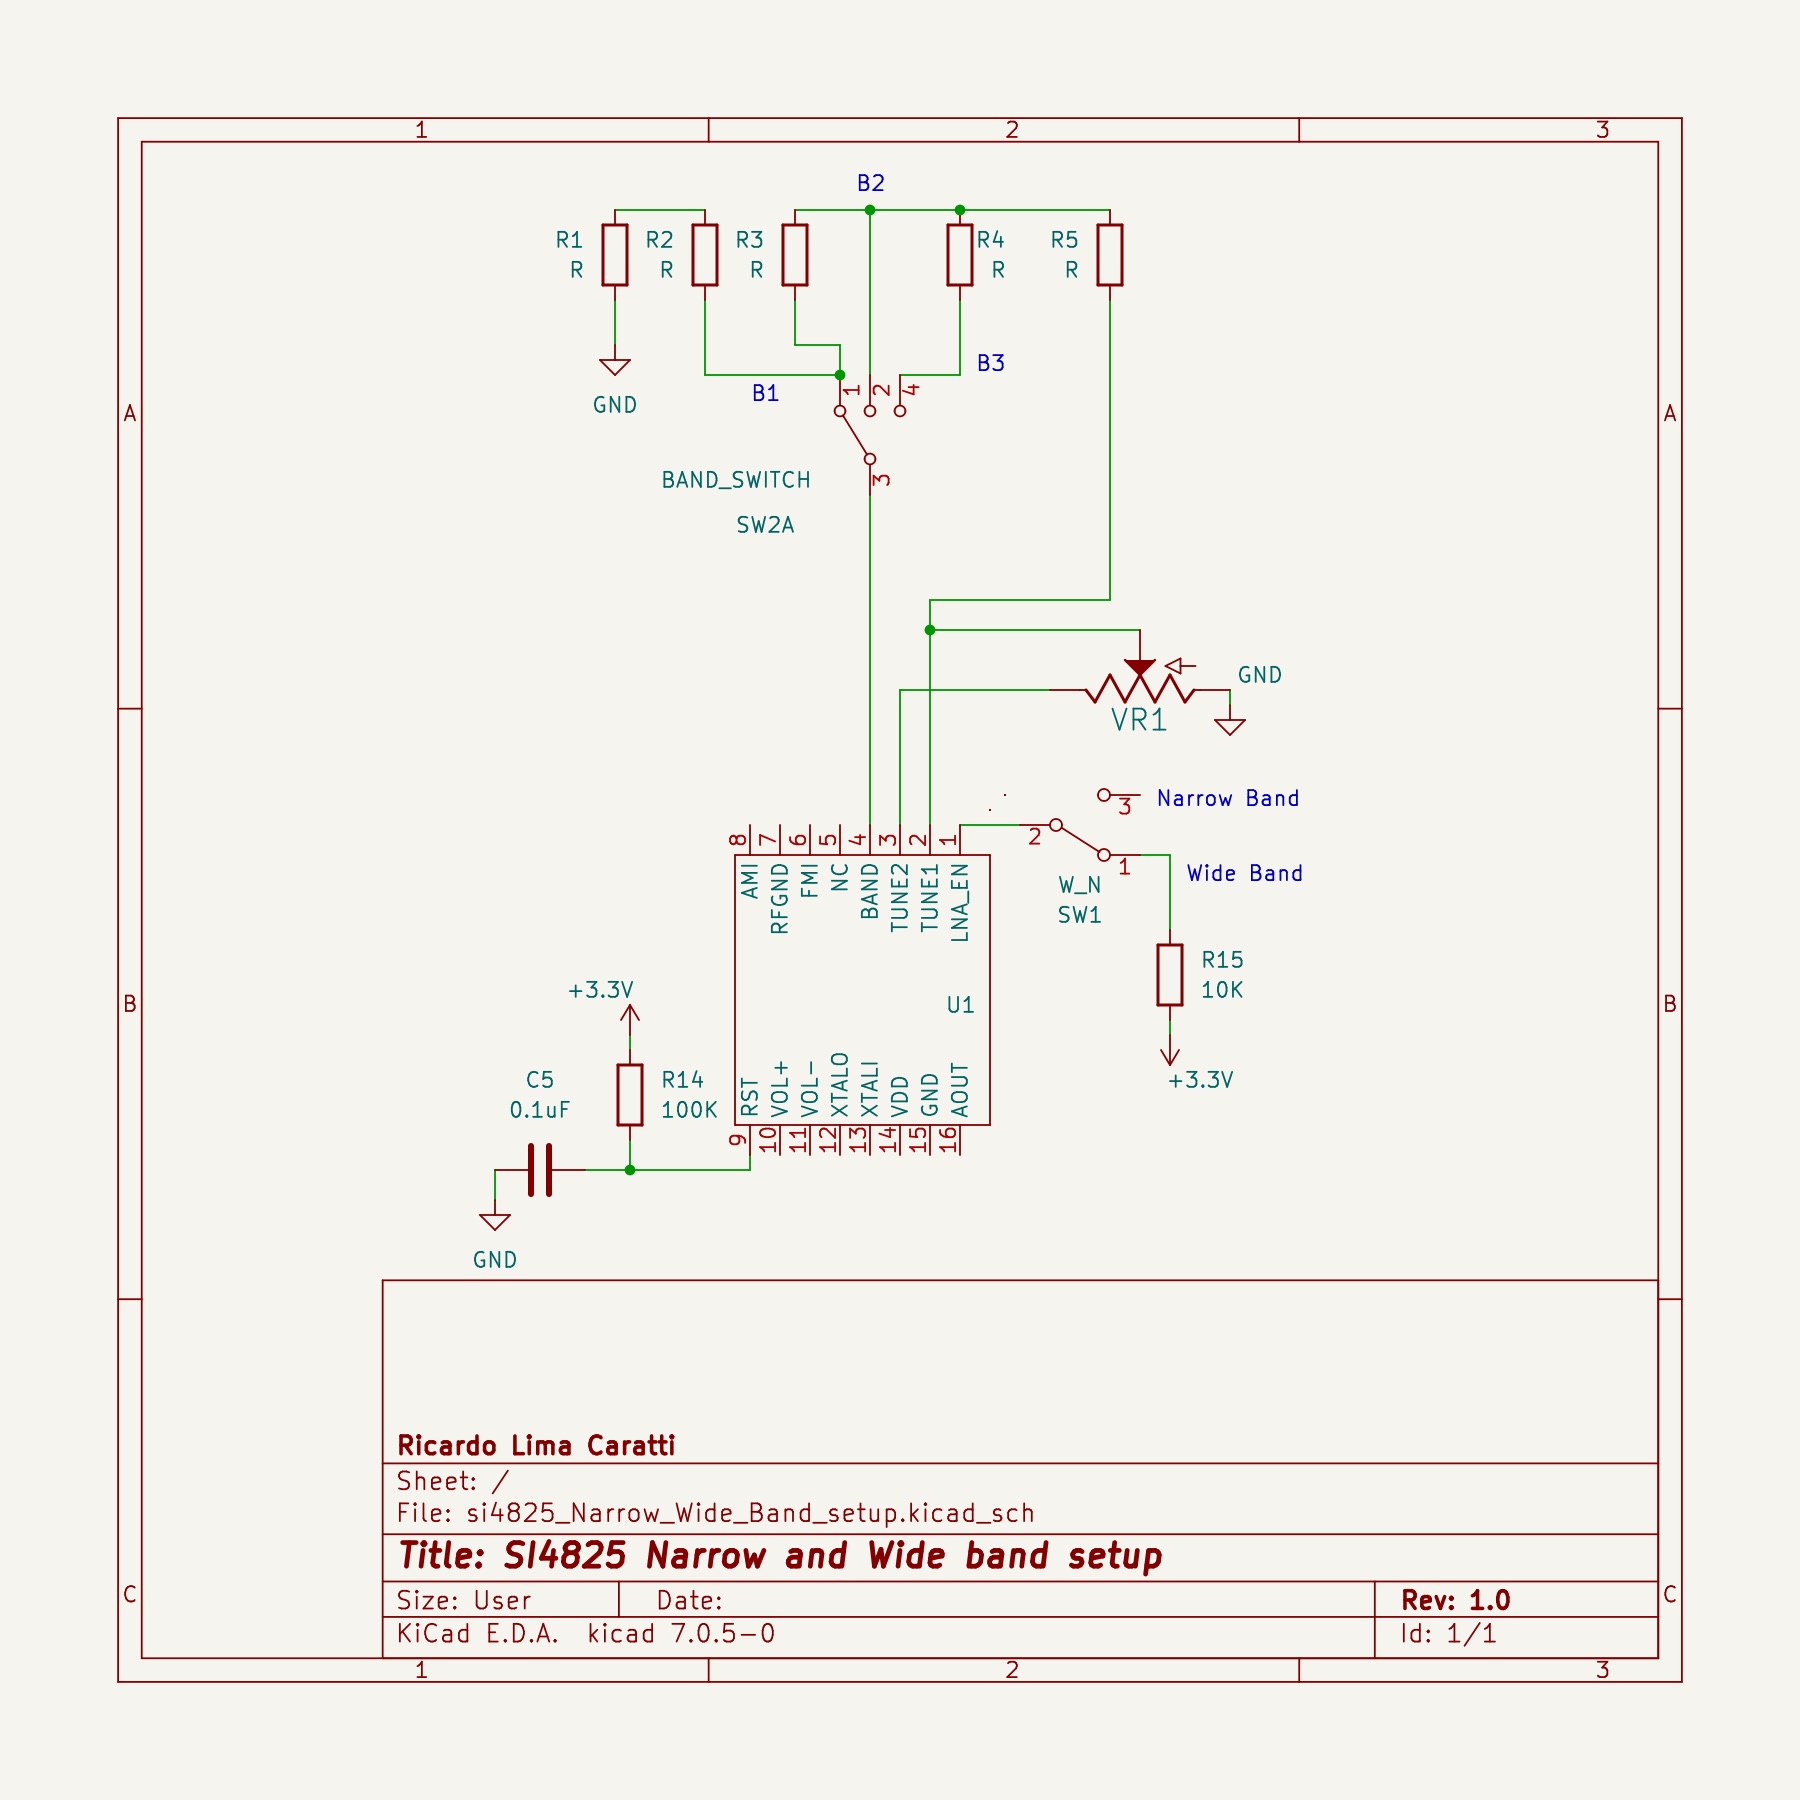 1 2 3
B2
R1 R2 R3 R4 R5
R R R R R
B3
1 2 4
B1
GND
A A
3
BAND_SWITCH
SW2A
GND
VR1
3 Narrow Band
8 7 6 5 4 3 2 1
2
1
AMI RFGND FMI NC BAND TUNE2 TUNE1 LNA_EN
Wide Band
W_N
SW1
R15
10K
+3.3V
U1
B B
C5 R14
0.1uF 100K
+3.3V
RST VOL+ VOL- XTALO XTALI VDD GND AOUT
9 10 11 12 13 14 15 16
GND
Ricardo Lima Caratti
Sheet: /
File: si4825_Narrow_Wide_Band_setup.kicad_sch
Title: SI4825 Narrow and Wide band setup
C C
Size: User Date: Rev: 1.0
KiCad E.D.A. kicad 7.0.5-0 Id: 1/1
1 2 3